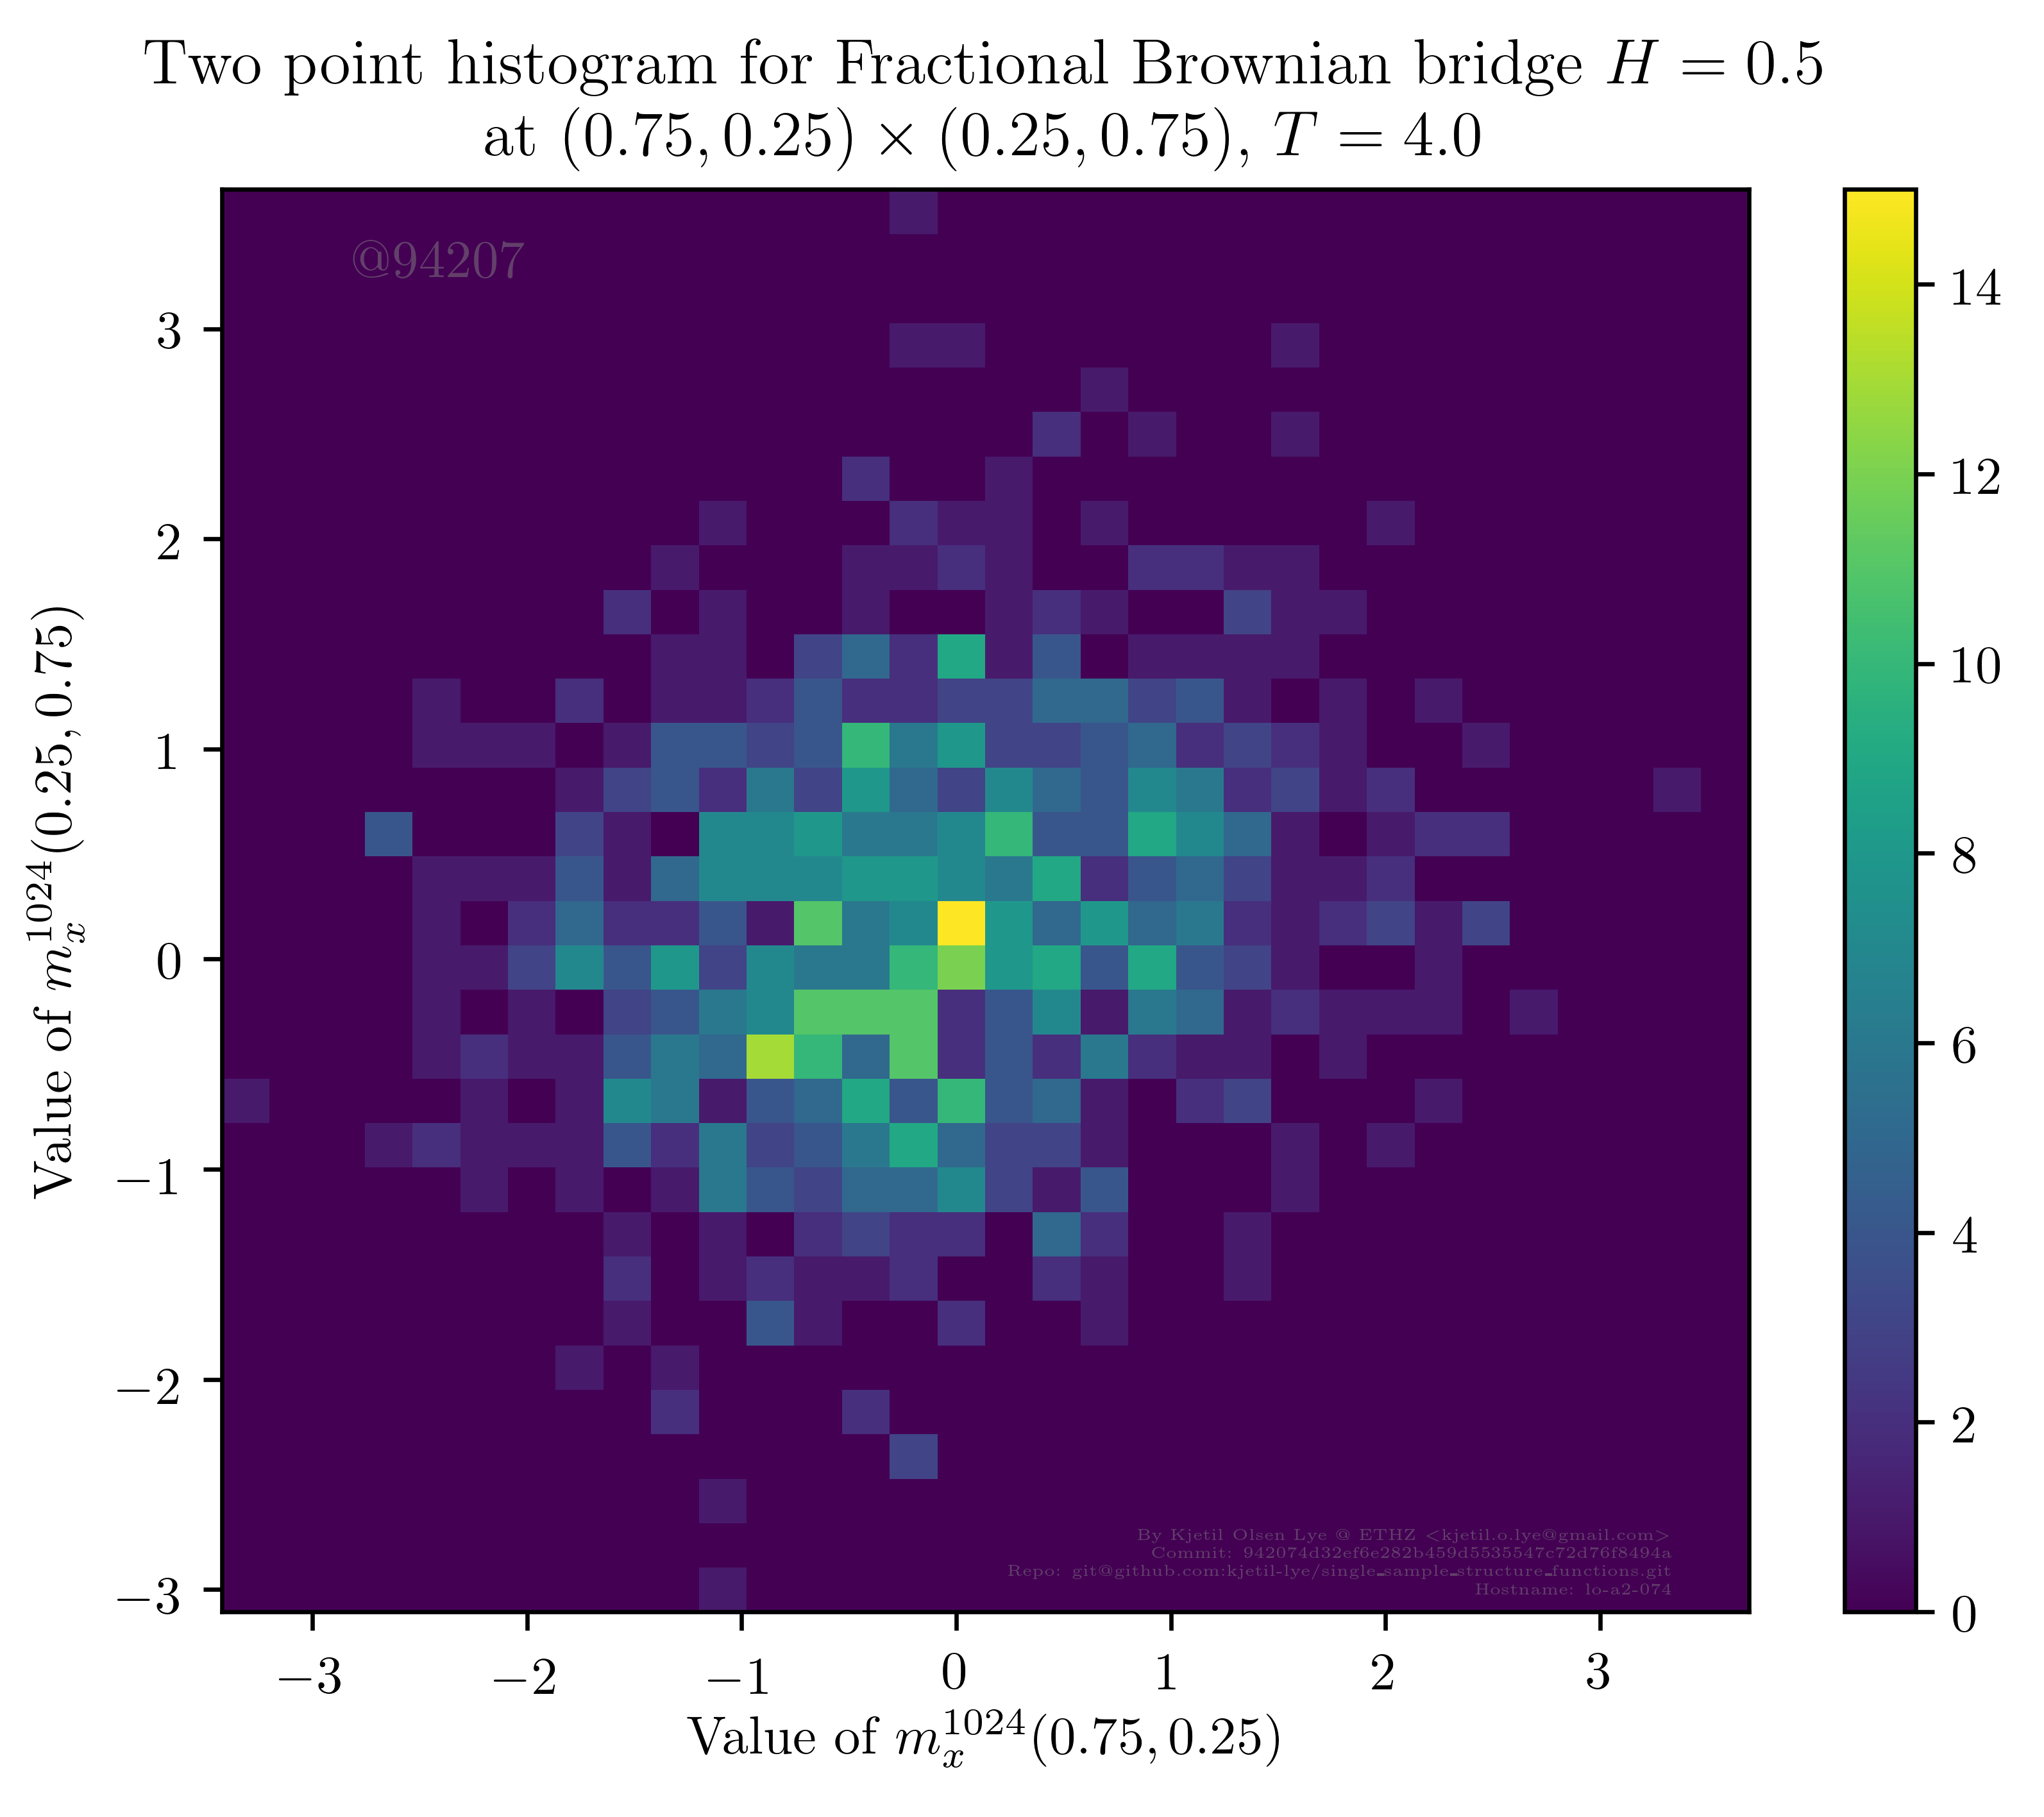 Two point histogram for Fractional Brownian bridge H = 0.5
at (0.75, 0.25) × (0.25, 0.75), T = 4.0
@94207
3
2
1
0
−1
−2
−3
Value of m_x^1024(0.25, 0.75)
By Kjetil Olsen Lye @ ETHZ <kjetil.o.lye@gmail.com>
Commit: 942074d32ef6e282b459d5535547c72d76f8494a
Repo: git@github.com:kjetil-lye/single_sample_structure_functions.git
Hostname: lo-a2-074
−3 −2 −1 0 1 2 3
Value of m_x^1024(0.75, 0.25)
14
12
10
8
6
4
2
0